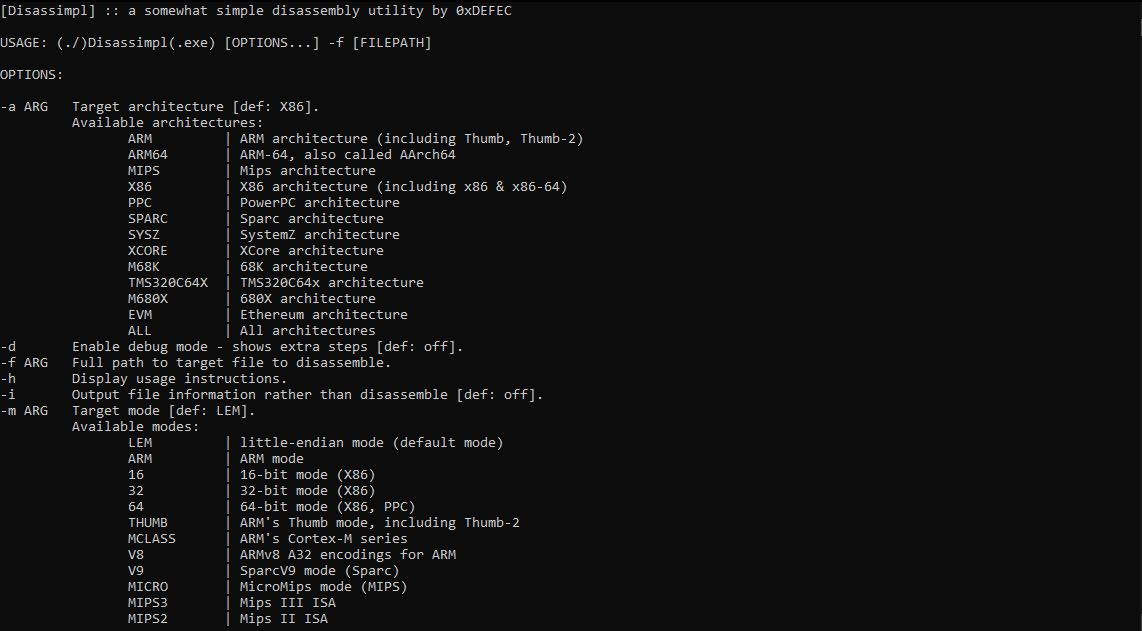 [Disassimpl] :: a somewhat simple disassembly utility by 0xDEFEC
USAGE: (./)Disassimpl(.exe) [OPTIONS...] -f [FILEPATH]
OPTIONS:
-a ARG   Target architecture [def: X86].
         Available architectures:
                ARM         | ARM architecture (including Thumb, Thumb-2)
                ARM64       | ARM-64, also called AArch64
                MIPS        | Mips architecture
                X86         | X86 architecture (including x86 & x86-64)
                PPC         | PowerPC architecture
                SPARC       | Sparc architecture
                SYSZ        | SystemZ architecture
                XCORE       | XCore architecture
                M68K        | 68K architecture
                TMS320C64X  | TMS320C64x architecture
                M680X       | 680X architecture
                EVM         | Ethereum architecture
                ALL         | All architectures
-d       Enable debug mode - shows extra steps [def: off].
-f ARG   Full path to target file to disassemble.
-h       Display usage instructions.
-i       Output file information rather than disassemble [def: off].
-m ARG   Target mode [def: LEM].
         Available modes:
                LEM         | little-endian mode (default mode)
                ARM         | ARM mode
                16          | 16-bit mode (X86)
                32          | 32-bit mode (X86)
                64          | 64-bit mode (X86, PPC)
                THUMB       | ARM's Thumb mode, including Thumb-2
                MCLASS      | ARM's Cortex-M series
                V8          | ARMv8 A32 encodings for ARM
                V9          | SparcV9 mode (Sparc)
                MICRO       | MicroMips mode (MIPS)
                MIPS3       | Mips III ISA
                MIPS2       | Mips II ISA